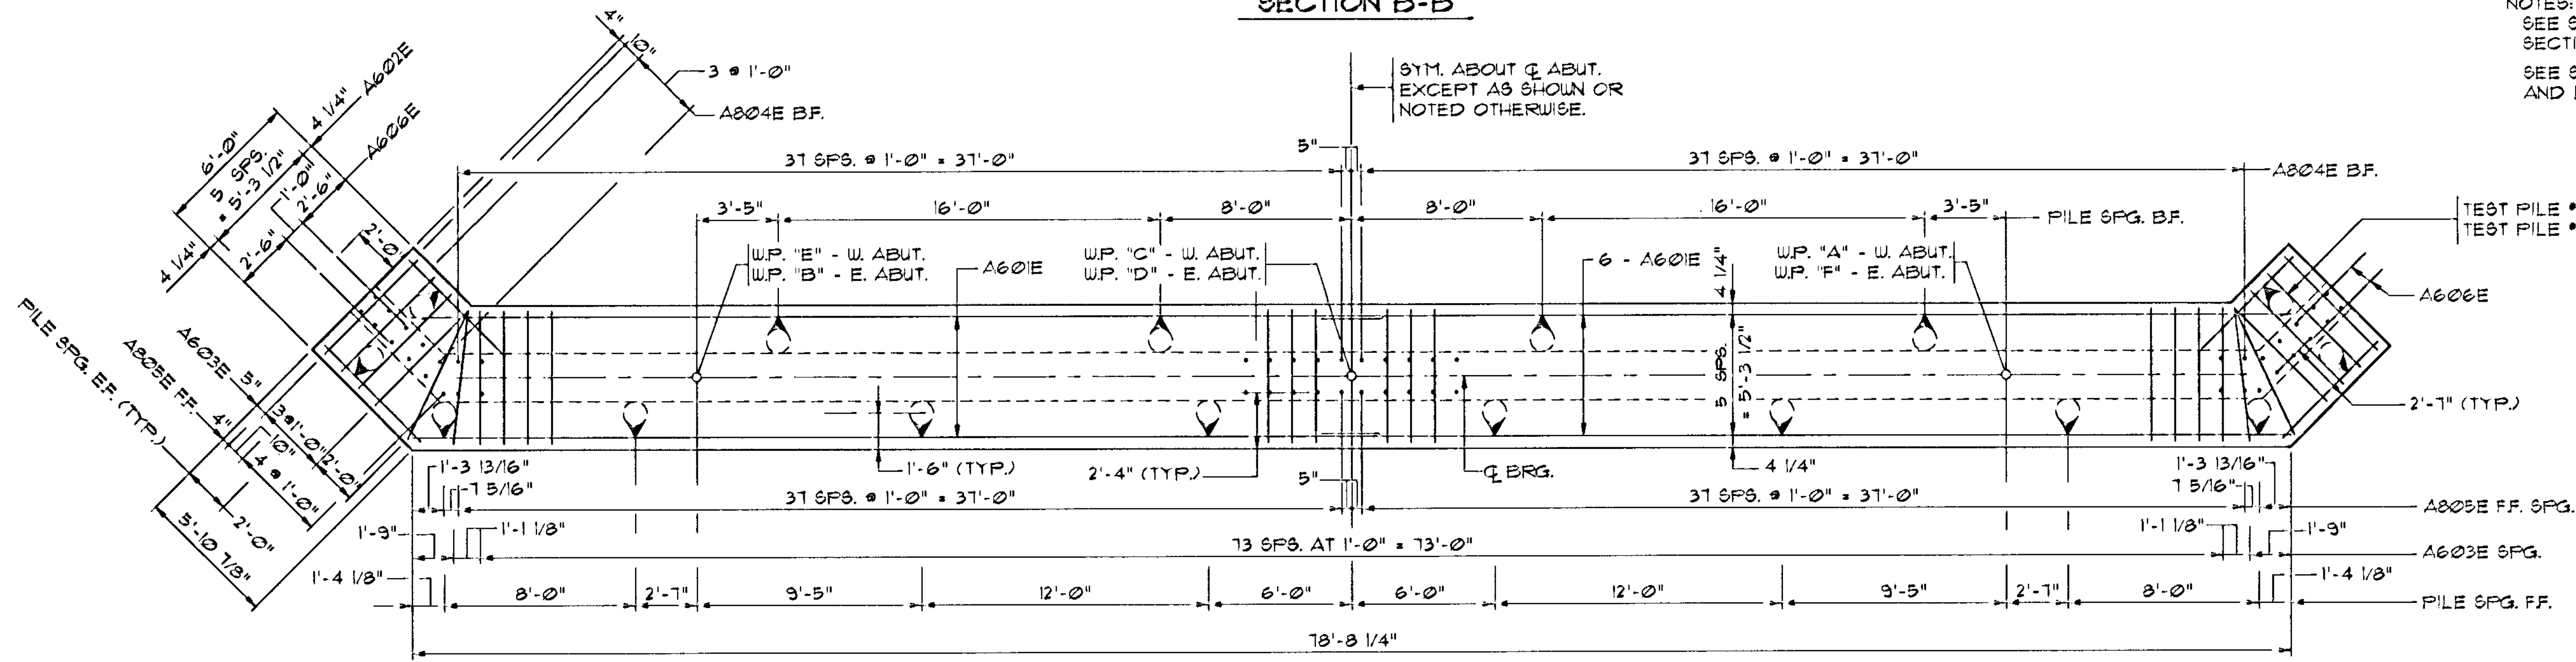 SECTION B-B
NOTES:
SEE S
SECTI
SEE S
AND
4"
10"
3 @ 1'-0"
A804E B.F.
SYM. ABOUT ℄ ABUT.
EXCEPT AS SHOWN OR
NOTED OTHERWISE.
A602E
4 1/4"
A606E
6'-0"
5 SPS.
= 5'-3 1/2"
1'-0"
2'-6"
2'-6"
4 1/4"
2'-0"
37 SPS. @ 1'-0" = 37'-0"
5"
37 SPS. @ 1'-0" = 37'-0"
A804E B.F.
3'-5"
16'-0"
8'-0"
8'-0"
16'-0"
3'-5"
PILE SPG. B.F.
TEST PILE #
TEST PILE #
W.P. "E" - W. ABUT.
W.P. "B" - E. ABUT.
A601E
W.P. "C" - W. ABUT.
W.P. "D" - E. ABUT.
6 - A601E
4 1/4"
W.P. "A" - W. ABUT.
W.P. "F" - E. ABUT.
A606E
5 SPS.
= 5'-3 1/2"
2'-7" (TYP.)
PILE SPG. E.F. (TYP.)
A805E F.F.
A603E
5"
4"
3@1'-0"
10"
2'-0"
4 @ 1'-0"
2'-0"
5'-10 7/8"
1'-3 13/16"
7 5/16"
1'-6" (TYP.)
2'-4" (TYP.)
5"
℄ BRG.
4 1/4"
1'-3 13/16"
7 5/16"
37 SPS. @ 1'-0" = 37'-0"
37 SPS. @ 1'-0" = 37'-0"
A805E F.F. SPG.
1'-9"
1'-1 1/8"
73 SPS. AT 1'-0" = 73'-0"
1'-1 1/8"
1'-9"
A603E SPG.
1'-4 1/8"
8'-0"
2'-7"
9'-5"
12'-0"
6'-0"
6'-0"
12'-0"
9'-5"
2'-7"
8'-0"
1'-4 1/8"
PILE SPG. F.F.
78'-8 1/4"